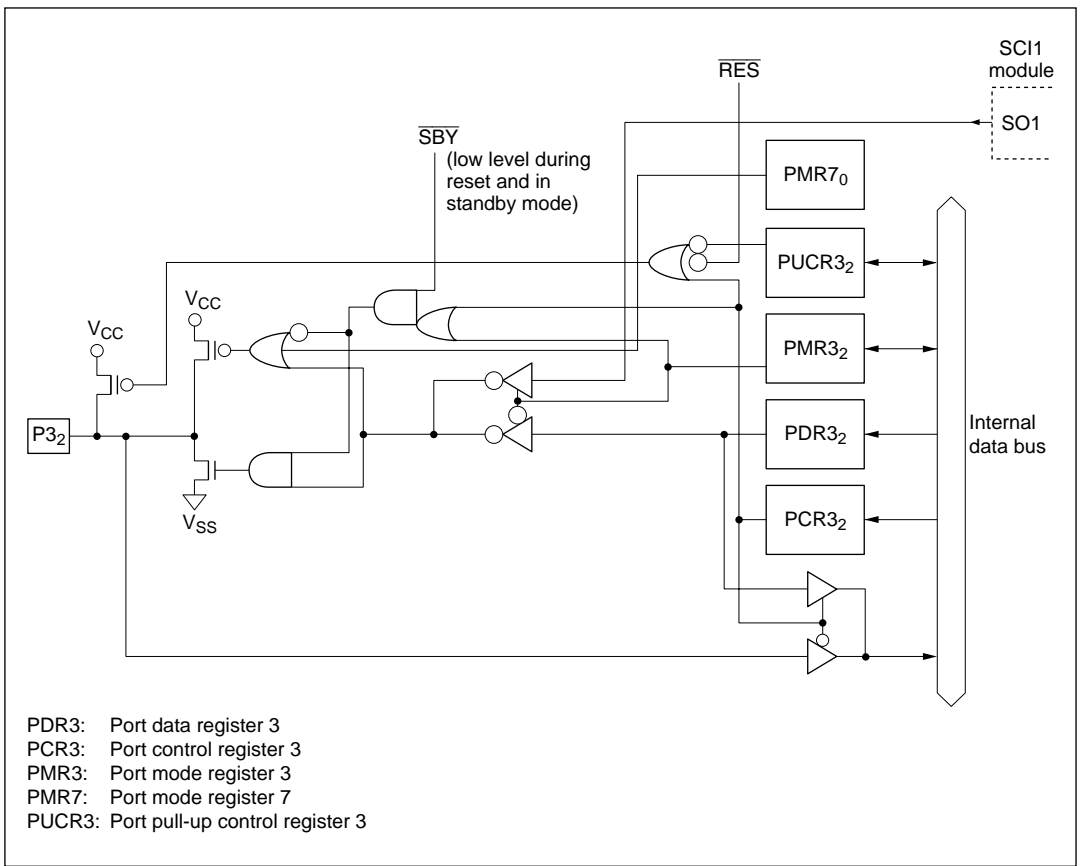 SCI1
module
RES
SO1
SBY
(low level during
reset and in
standby mode)
PMR7₀
PUCR3₂
VCC
VCC
PMR3₂
P3₂
PDR3₂
Internal
data bus
VSS
PCR3₂
PDR3: Port data register 3
PCR3: Port control register 3
PMR3: Port mode register 3
PMR7: Port mode register 7
PUCR3: Port pull-up control register 3